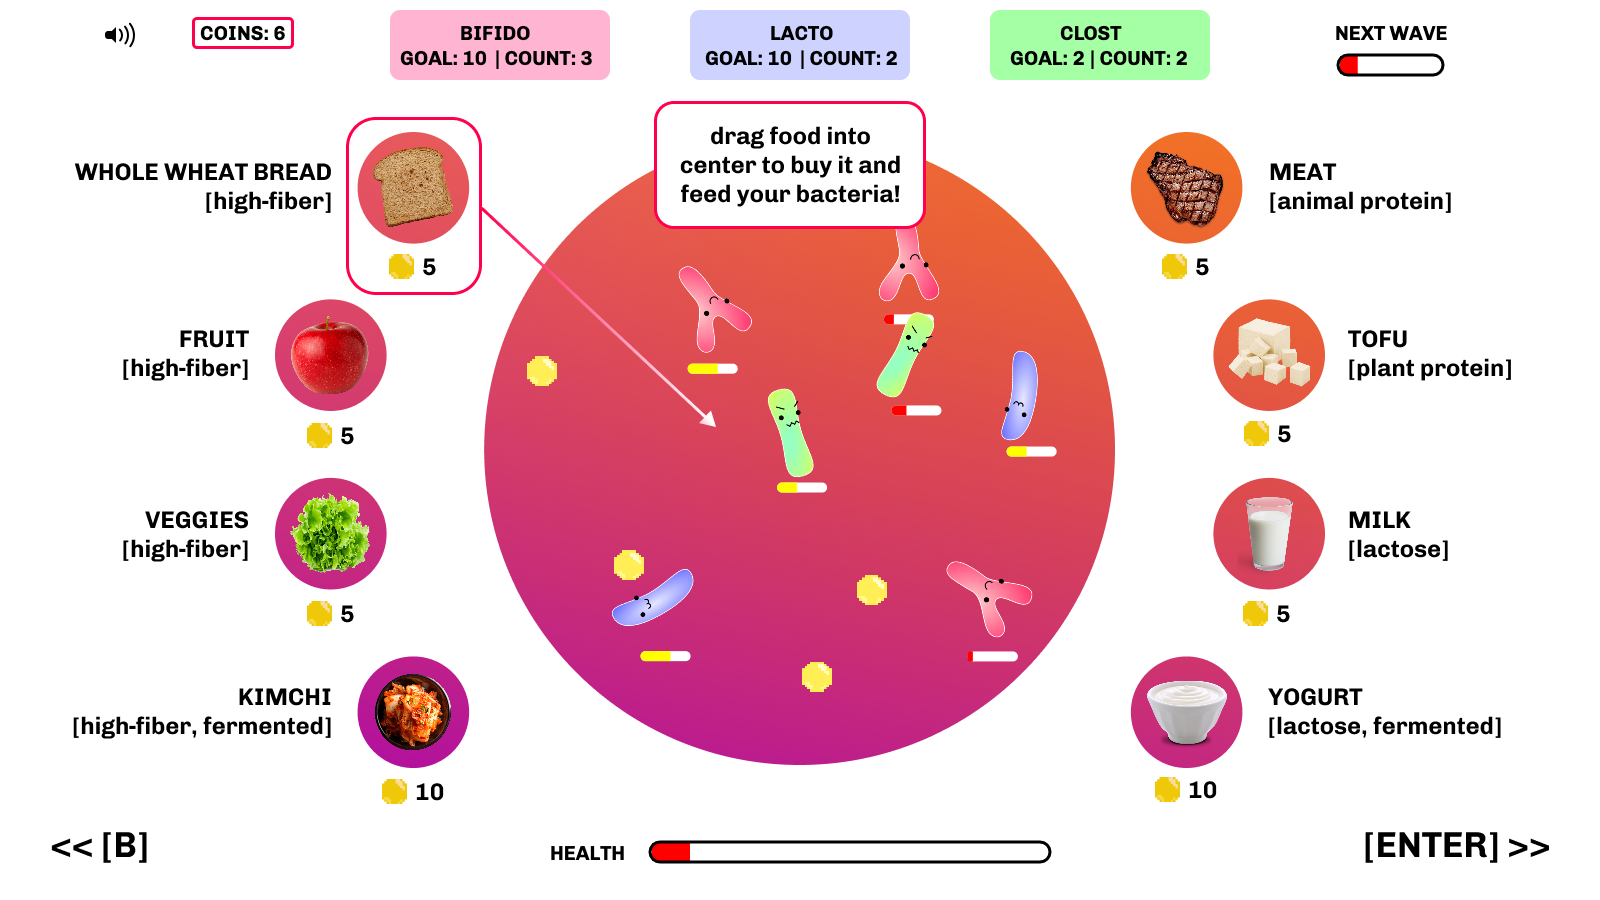 COINS: 6
BIFIDO
GOAL: 10 | COUNT: 3
LACTO
GOAL: 10 | COUNT: 2
CLOST
GOAL: 2 | COUNT: 2
NEXT WAVE
drag food into
center to buy it and
feed your bacteria!
WHOLE WHEAT BREAD
[high-fiber]
5
FRUIT
[high-fiber]
5
VEGGIES
[high-fiber]
5
KIMCHI
[high-fiber, fermented]
10
MEAT
[animal protein]
5
TOFU
[plant protein]
5
MILK
[lactose]
5
YOGURT
[lactose, fermented]
10
<< [B]
HEALTH
[ENTER] >>